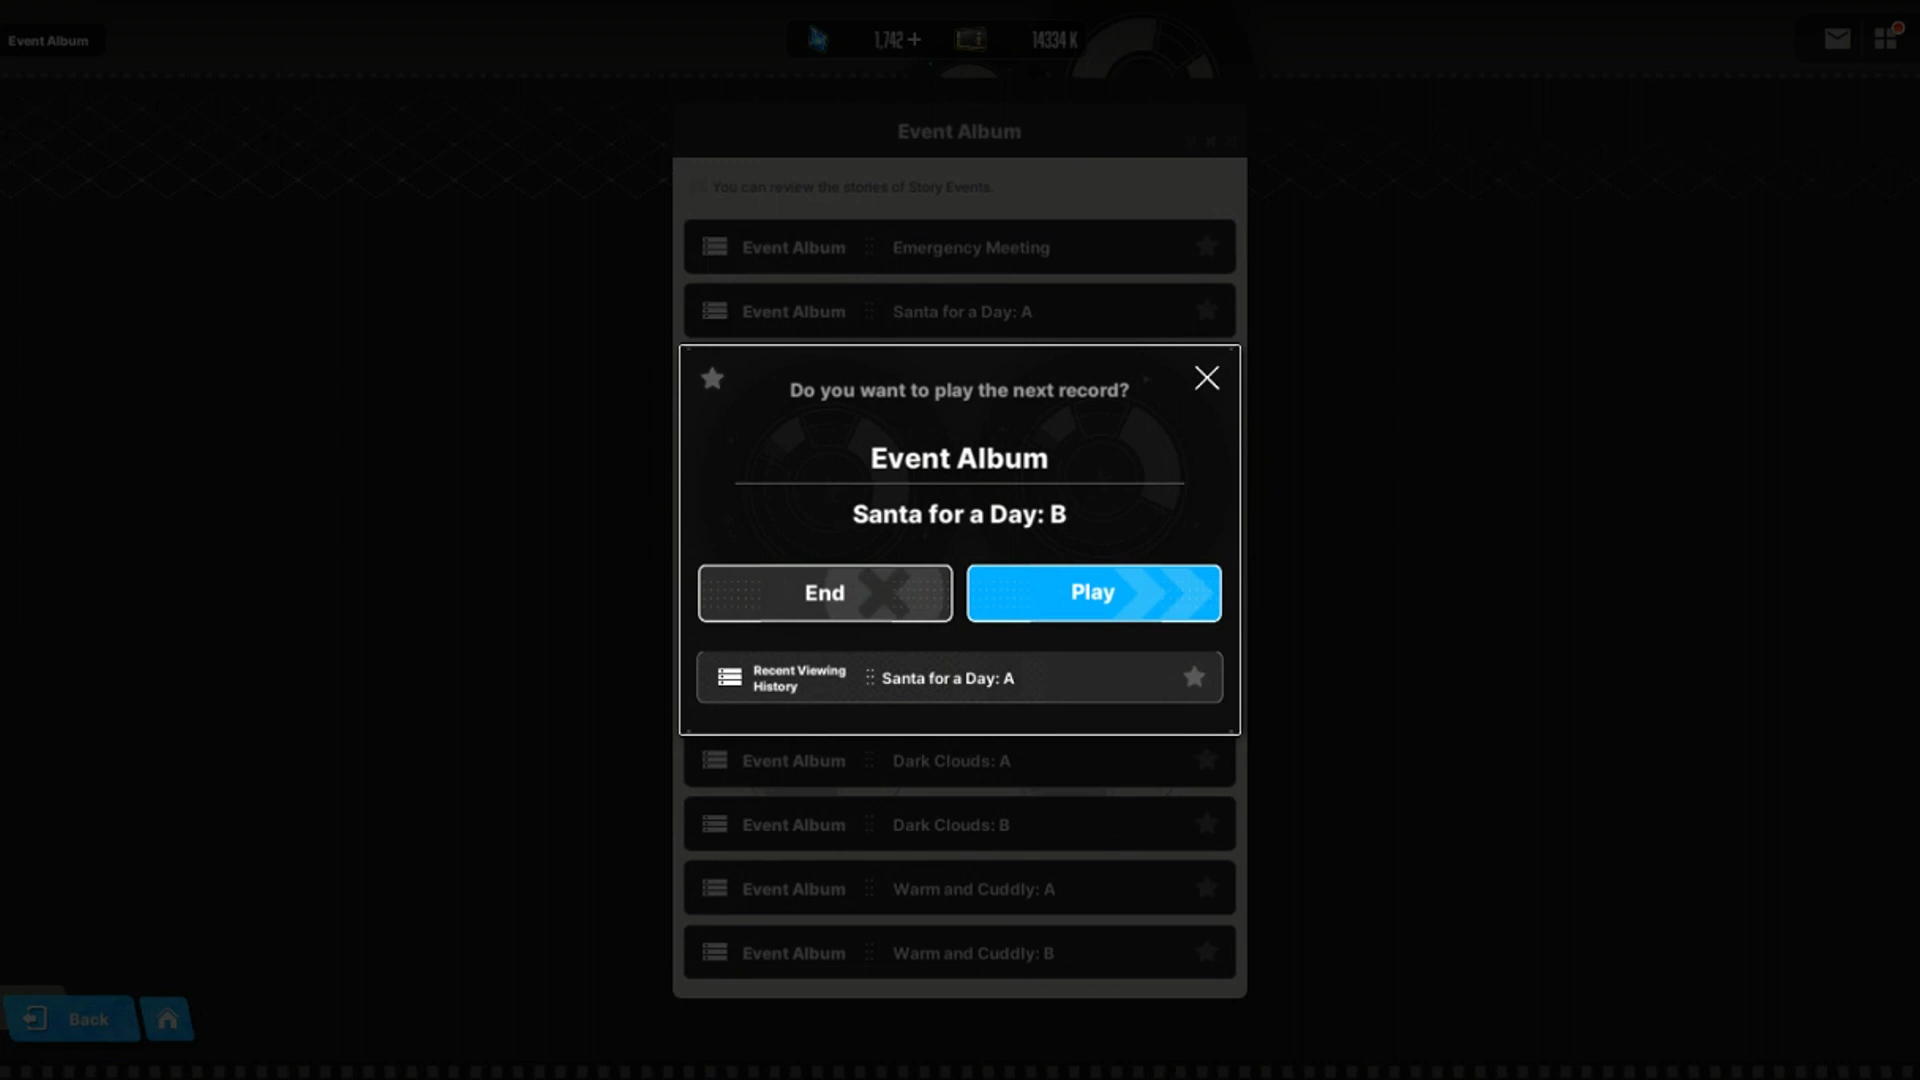 Event Album
1,742 +
14334 K
Event Album
You can review the stories of Story Events.
Event Album Emergency Meeting
Event Album Santa for a Day: A
Do you want to play the next record?
Event Album
Santa for a Day: B
End
Play
Recent Viewing
History
Santa for a Day: A
Event Album Dark Clouds: A
Event Album Dark Clouds: B
Event Album Warm and Cuddly: A
Event Album Warm and Cuddly: B
Back